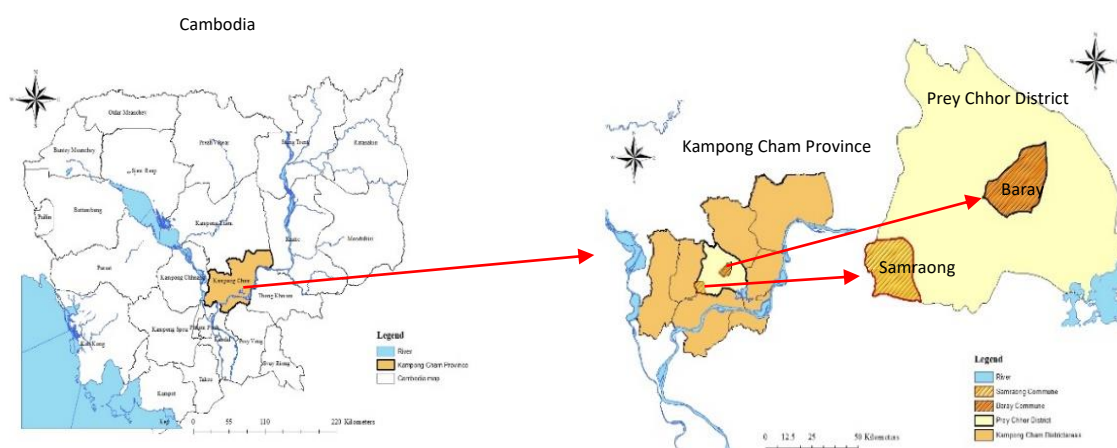 Cambodia
N
W
E
S
Oddar Meanchey
Bantey Meanchey
Siem Reap
Preah Vihear
Stung Treng
Ratanakiri
Pailin
Battambang
Kampong Thom
Kratie
Mondulkiri
Pursat
Kampong Chhnang
Kampong Cham
Thong Khmum
Kampong Speu
Phnom Penh
Kandal
Prey Veng
Svay Rieng
Koh Kong
Takeo
Kampot
Kep
Legend
River
Kampong Cham Province
Cambodia map
0 55 110 220 Kilometers
Kampong Cham Province
N
W
E
S
Prey Chhor District
N
W
E
S
Baray
Samraong
Legend
River
Samraong Commune
Baray Commune
Prey Chhor District
Kampong Cham Districtsssss
0 12.5 25 50 Kilometers